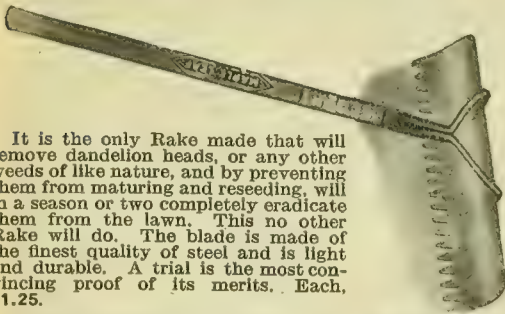 It is the only Rake made that will
emove dandelion heads, or any other
veeds of like nature, and by preventing
hem from maturing and reseeding, will
n a season or two completely eradicate
hem from the lawn. This no other
Rake will do. The blade is made of
he finest quality of steel and is light
nd durable. A trial is the most con-
vincing proof of its merits. Each,
1.25.